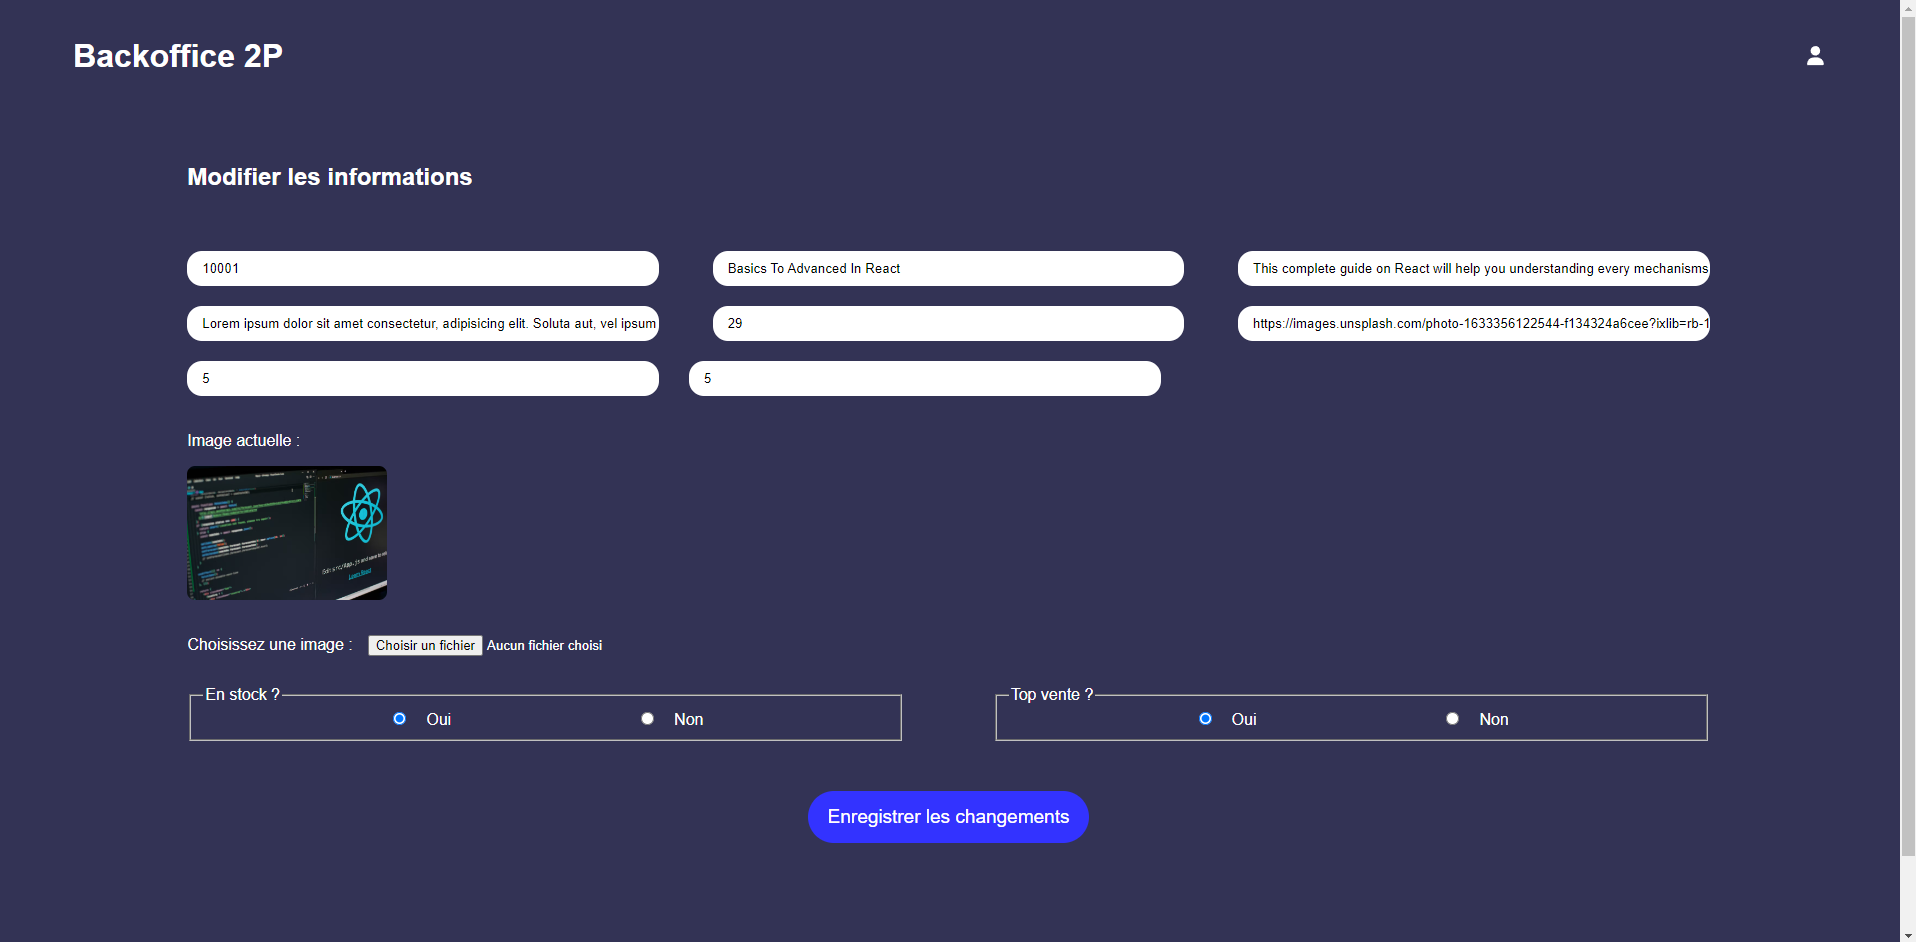 Backoffice 2P
Modifier les informations
10001
Basics To Advanced In React
This complete guide on React will help you understanding every mechanisms
Lorem ipsum dolor sit amet consectetur, adipisicing elit. Soluta aut, vel ipsum
29
https://images.unsplash.com/photo-1633356122544-f134324a6cee?ixlib=rb-1
5
5
Image actuelle :
Choisissez une image :
Choisir un fichier
Aucun fichier choisi
En stock ?
Oui
Non
Top vente ?
Oui
Non
Enregistrer les changements